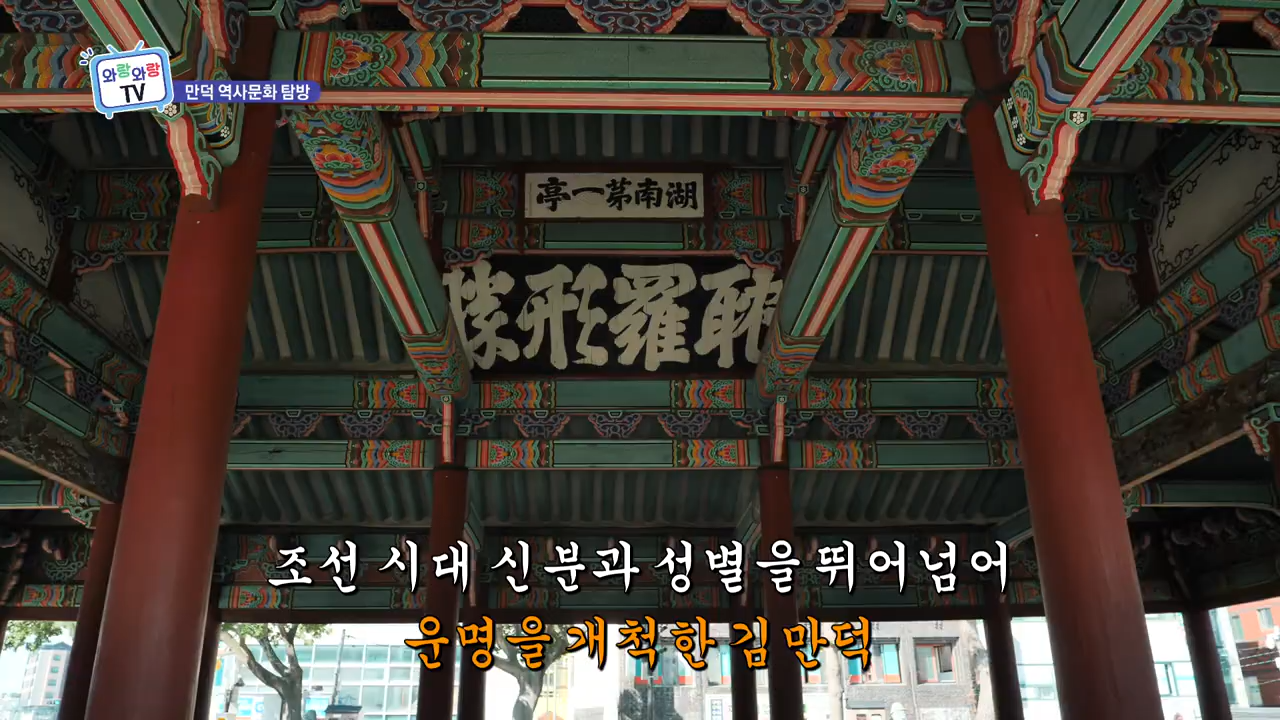 와랑와랑
TV
만덕 역사문화 탐방
亭一苐南湖
勝形羅耽
조선 시대 신분과 성별을 뛰어넘어
운명을 개척한 김만덕